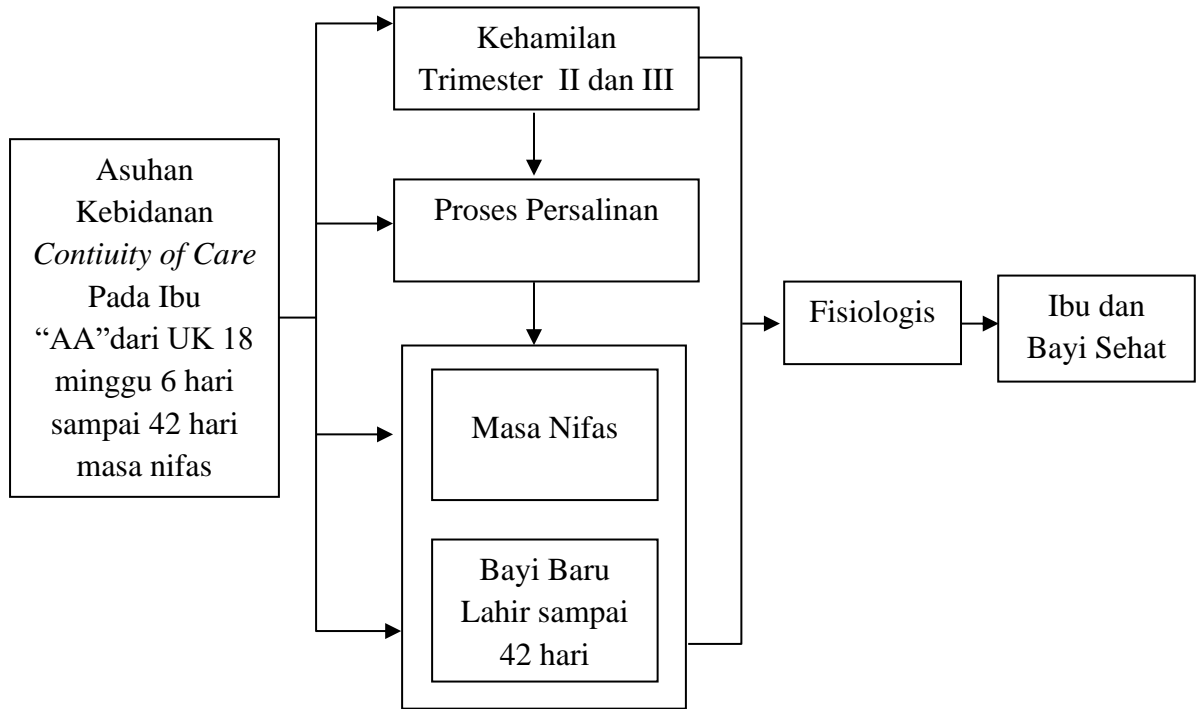 Asuhan
Kebidanan
Contiuity of Care
Pada Ibu
“AA”dari UK 18
minggu 6 hari
sampai 42 hari
masa nifas
Kehamilan
Trimester II dan III
Proses Persalinan
Masa Nifas
Bayi Baru
Lahir sampai
42 hari
Fisiologis
Ibu dan
Bayi Sehat